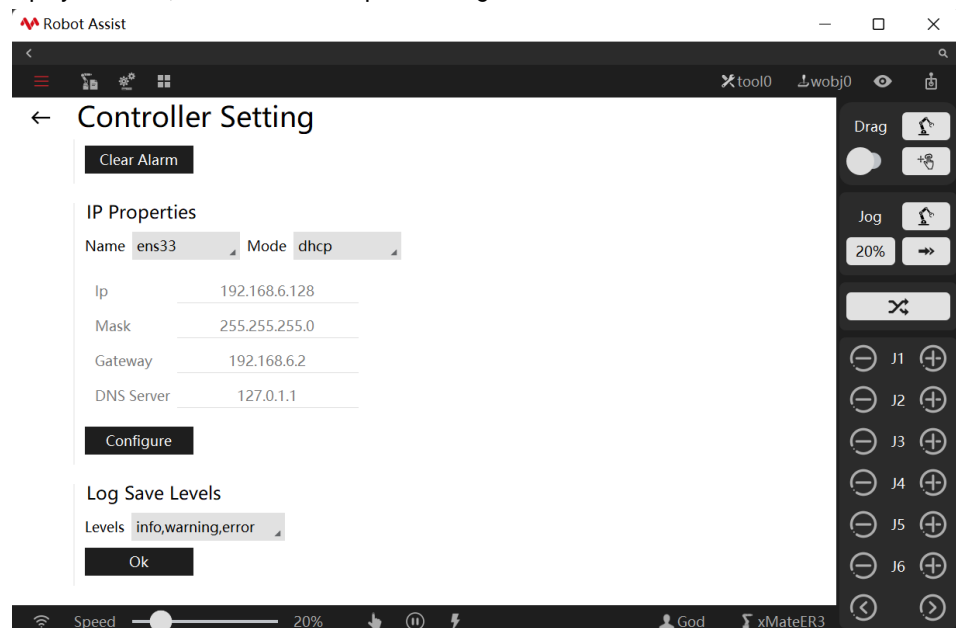 Robot Assist
tool0 wobj0
Controller Setting
Clear Alarm
IP Properties
Name ens33 Mode dhcp
Ip 192.168.6.128
Mask 255.255.255.0
Gateway 192.168.6.2
DNS Server 127.0.1.1
Configure
Log Save Levels
Levels info,warning,error
Ok
Drag
Jog
20%
J1
J2
J3
J4
J5
J6
Speed 20% God xMateER3